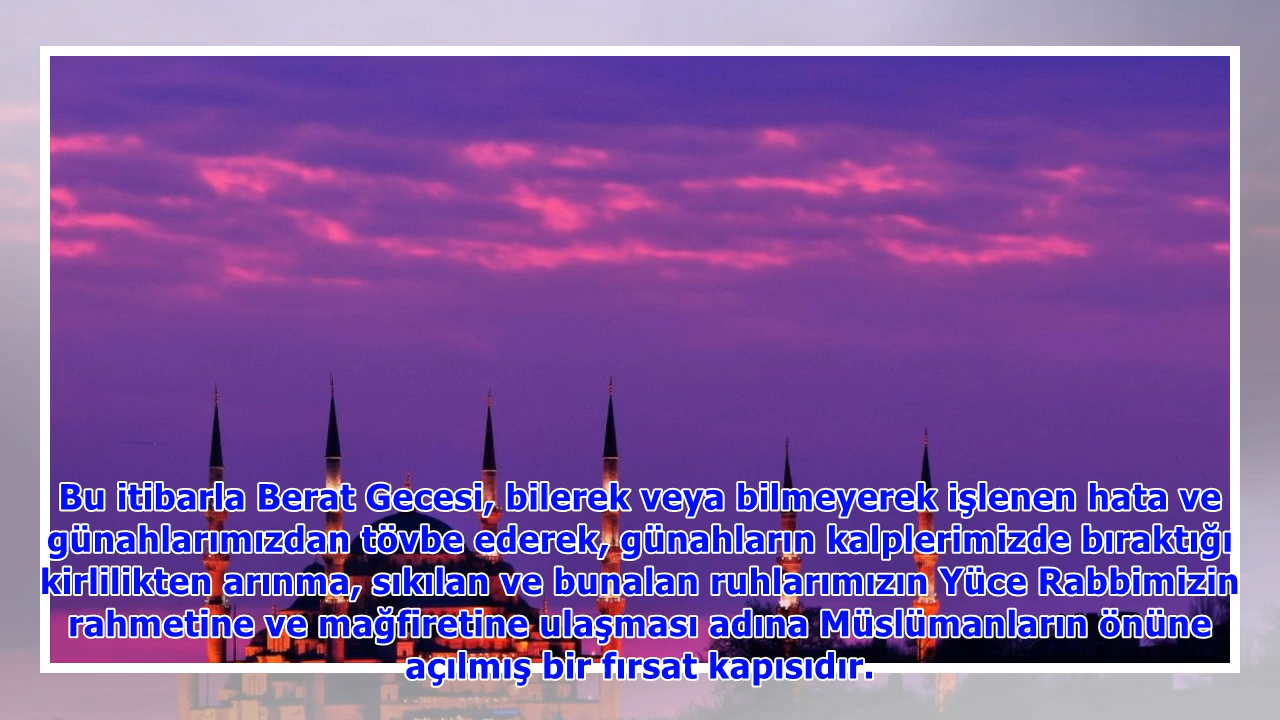 Bu itibarla Berat Gecesi, bilerek veya bilmeyerek işlenen hata ve
günahlarımızdan tövbe ederek, günahların kalplerimizde bıraktığı
kirlilikten arınma, sıkılan ve bunalan ruhlarımızın Yüce Rabbimizin
rahmetine ve mağfiretine ulaşması adına Müslümanların önüne
açılmış bir fırsat kapısıdır.